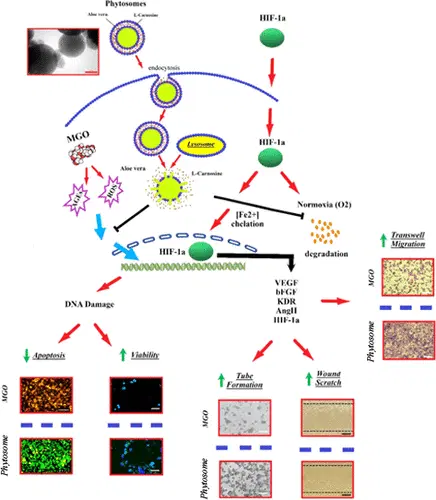 Phytosomes
Aloe vera
L-Carnosine
HIF-1a
endocytosis
HIF-1a
MGO
Lysosome
AGEs
ROS
Aloe vera
L-Carnosine
Normoxia (O2)
[Fe2+]
chelation
degradation
HIF-1a
Transwell
Migration
MGO
Phytosome
VEGF
bFGF
KDR
AngII
HIF-1a
DNA Damage
Apoptosis
Viability
MGO
Phytosome
Tube
Formation
Wound
Scratch
MGO
Phytosome